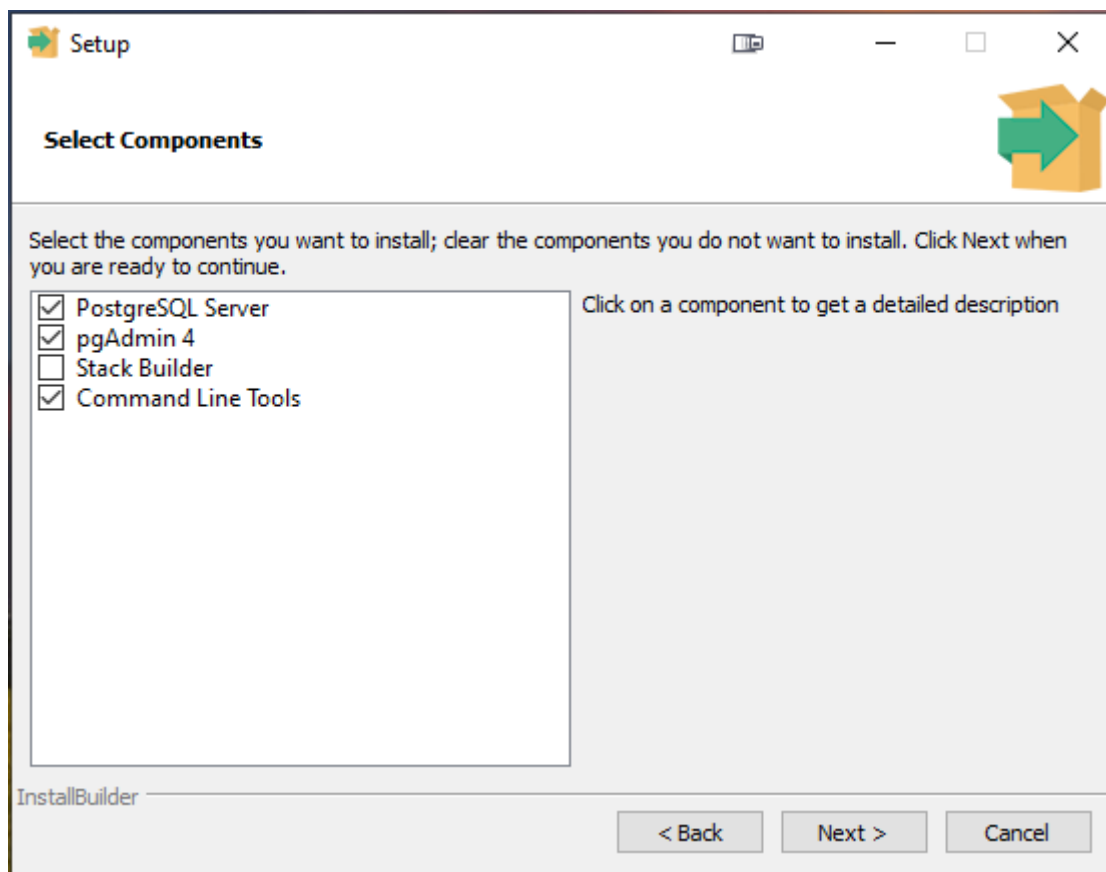 Setup
Select Components
Select the components you want to install; clear the components you do not want to install. Click Next when
you are ready to continue.
PostgreSQL Server
pgAdmin 4
Stack Builder
Command Line Tools
Click on a component to get a detailed description
InstallBuilder
< Back
Next >
Cancel